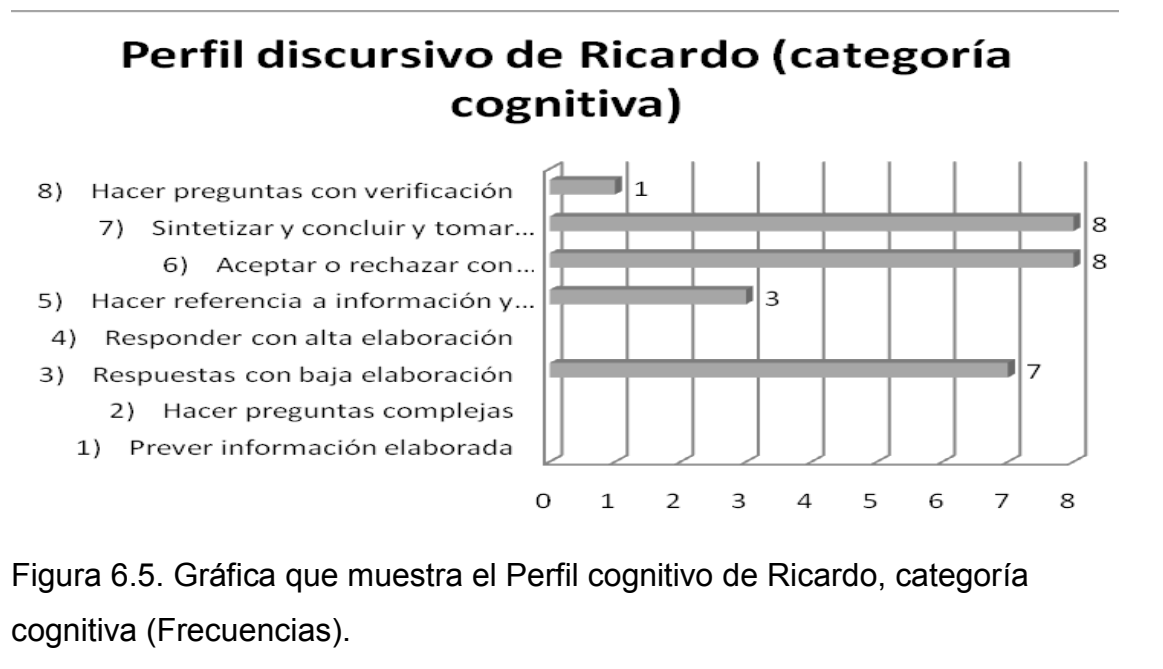 Perfil discursivo de Ricardo (categoría
cognitiva)
8) Hacer preguntas con verificación 1
7) Sintetizar y concluir y tomar... 8
6) Aceptar o rechazar con... 8
5) Hacer referencia a información y... 3
4) Responder con alta elaboración
3) Respuestas con baja elaboración 7
2) Hacer preguntas complejas
1) Prever información elaborada
0 1 2 3 4 5 6 7 8
Figura 6.5. Gráfica que muestra el Perfil cognitivo de Ricardo, categoría
cognitiva (Frecuencias).